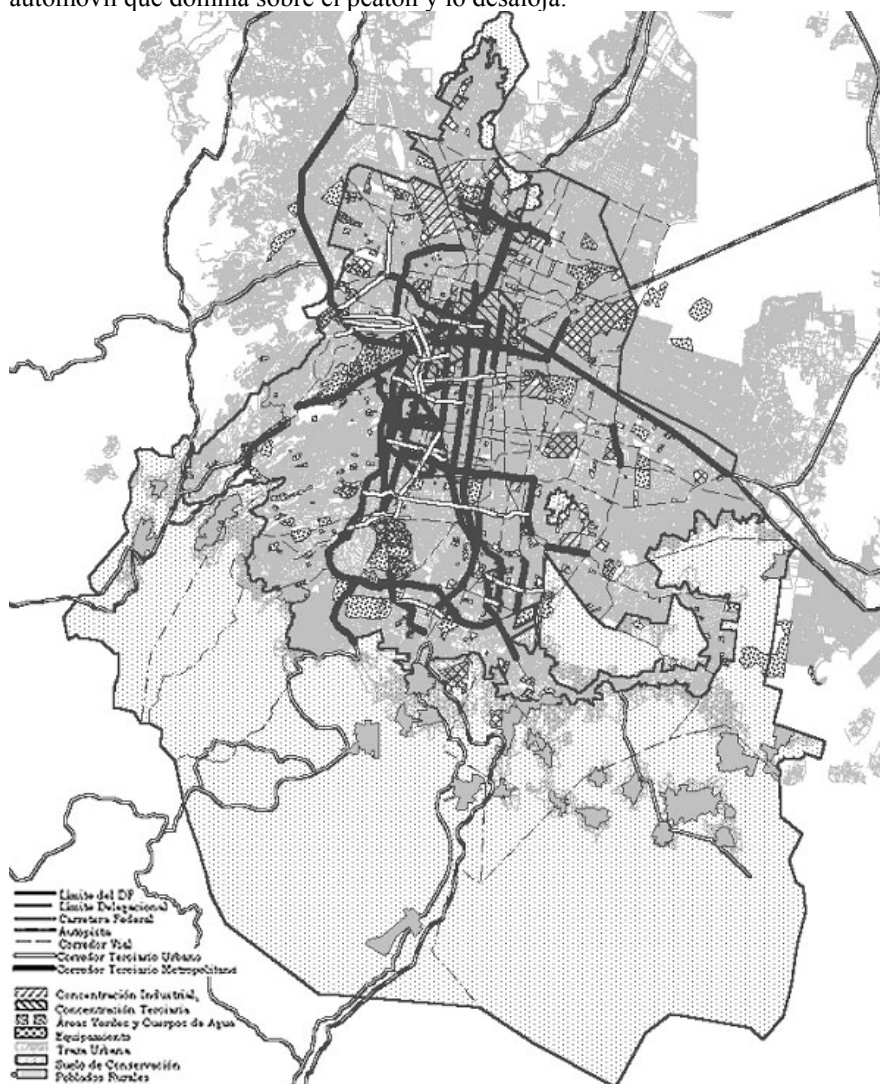 automóvil que domina sobre el peatón y lo desaloja.
Límite del DF
Límite Delegacional
Carretera Federal
Autopista
Corredor Vial
Corredor Terciario Urbano
Corredor Terciario Metropolitano
Concentración Industrial,
Concentración Terciaria
Áreas Verdes y Cuerpos de Agua
Equipamiento
Traza Urbana
Suelo de Conservación
Poblados Rurales